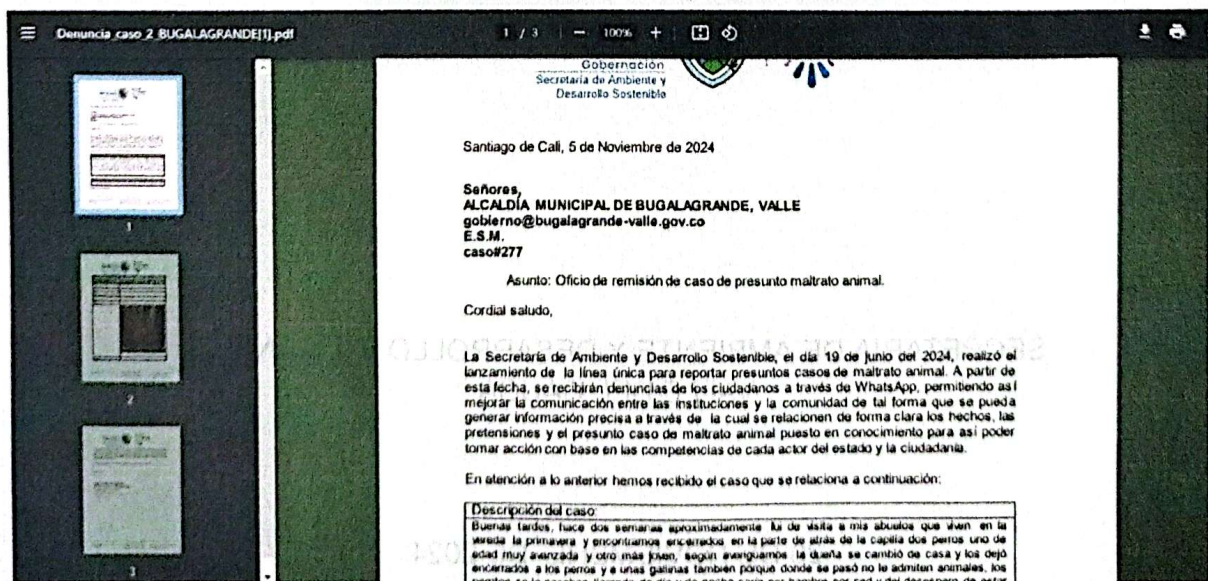 Denuncia_caso_2_BUGALAGRANDE[1].pdf
1 / 3
100%
Gobernación
Secretaría de Ambiente y
Desarrollo Sostenible
Santiago de Cali, 5 de Noviembre de 2024
Señores,
ALCALDÍA MUNICIPAL DE BUGALAGRANDE, VALLE
gobierno@bugalagrande-valle.gov.co
E.S.M.
caso#277
Asunto: Oficio de remisión de caso de presunto maltrato animal.
Cordial saludo,
La Secretaría de Ambiente y Desarrollo Sostenible, el día 19 de junio del 2024, realizó el
lanzamiento de la línea única para reportar presuntos casos de maltrato animal. A partir de
esta fecha, se recibirán denuncias de los ciudadanos a través de WhatsApp, permitiendo así
mejorar la comunicación entre las instituciones y la comunidad de tal forma que se pueda
generar información precisa a través de la cual se relacionen de forma clara los hechos, las
pretensiones y el presunto caso de maltrato animal puesto en conocimiento para así poder
tomar acción con base en las competencias de cada actor del estado y la ciudadanía.
En atención a lo anterior hemos recibido el caso que se relaciona a continuación:
Descripción del caso:
Buenas tardes, hace dos semanas aproximadamente fui de visita a mis abuelos que viven en la
vereda la primavera y encontramos encerrados en la parte de atrás de la capilla dos perros uno de
edad muy avanzada y otro más joven, según averiguamos la dueña se cambió de casa y los dejó
encerrados a los perros y a unas gallinas tambien porque donde se pasó no le admiten animales, los
1
2
3